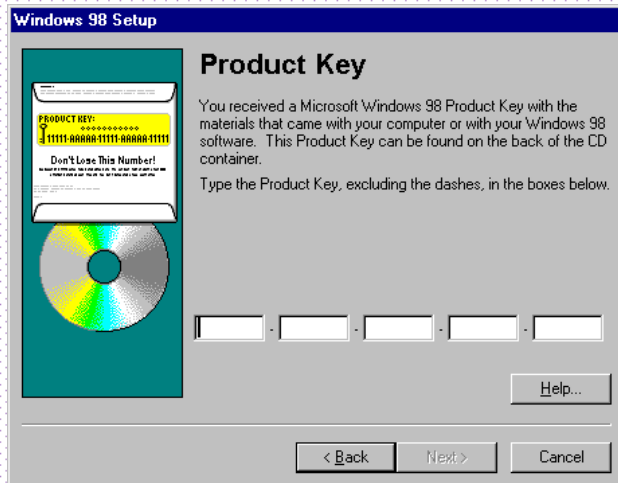 Windows 98 Setup
Product Key
You received a Microsoft Windows 98 Product Key with the
materials that came with your computer or with your Windows 98
software. This Product Key can be found on the back of the CD
container.
Type the Product Key, excluding the dashes, in the boxes below.
PRODUCT KEY:
11111-AAAAA-11111-AAAAA-11111
Don't Lose This Number!
- - - -
Help...
< Back Next > Cancel